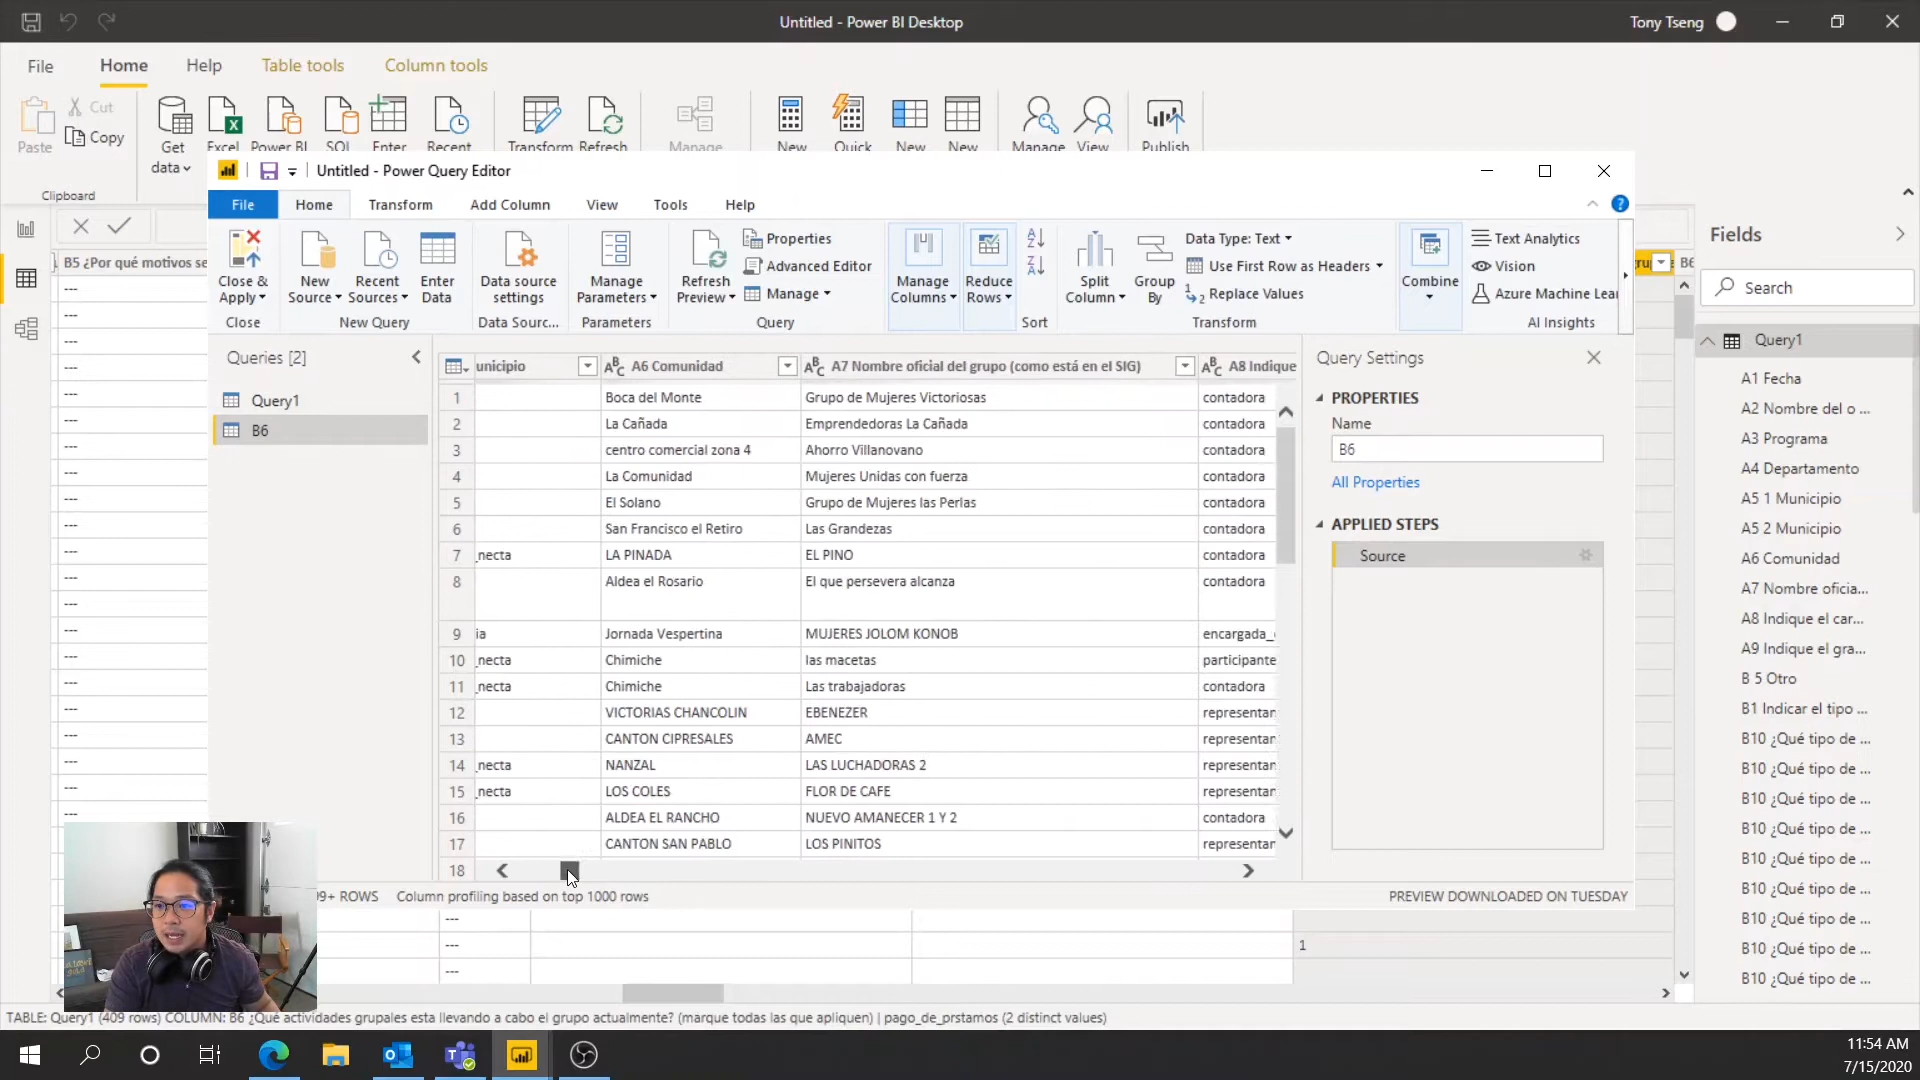 Untitled - Power BI Desktop
Tony Tseng
File
Home
Help
Table tools
Column tools
Paste
Cut
Copy
Clipboard
Get
data
Excel
Power BI
SQL
Enter
Recent
Transform
Refresh
Manage
New
Quick
New
New
Manage
View
Publish
Untitled - Power Query Editor
File
Home
Transform
Add Column
View
Tools
Help
Close &
Apply
Close
New
Source
Recent
Sources
Enter
Data
New Query
Data source
settings
Data Sourc...
Manage
Parameters
Parameters
Refresh
Preview
Properties
Advanced Editor
Manage
Query
Manage
Columns
Reduce
Rows
Sort
Split
Column
Group
By
Data Type: Text
Use First Row as Headers
Replace Values
Transform
Combine
Text Analytics
Vision
Azure Machine Lear
AI Insights
B5 ¿Por qué motivos se
B6
Queries [2]
Query1
B6
unicipio
A6 Comunidad
A7 Nombre oficial del grupo (como está en el SIG)
A8 Indique
1 Boca del Monte Grupo de Mujeres Victoriosas contadora
2 La Cañada Emprendedoras La Cañada contadora
3 centro comercial zona 4 Ahorro Villanovano contadora
4 La Comunidad Mujeres Unidas con fuerza contadora
5 El Solano Grupo de Mujeres las Perlas contadora
6 San Francisco el Retiro Las Grandezas contadora
7 _necta LA PINADA EL PINO contadora
8 Aldea el Rosario El que persevera alcanza contadora
9 ia Jornada Vespertina MUJERES JOLOM KONOB encargada_
10 _necta Chimiche las macetas participante
11 _necta Chimiche Las trabajadoras contadora
12 VICTORIAS CHANCOLIN EBENEZER representan
13 CANTON CIPRESALES AMEC representan
14 _necta NANZAL LAS LUCHADORAS 2 representan
15 _necta LOS COLES FLOR DE CAFE representan
16 ALDEA EL RANCHO NUEVO AMANECER 1 Y 2 contadora
17 CANTON SAN PABLO LOS PINITOS representan
18
9+ ROWS
Column profiling based on top 1000 rows
PREVIEW DOWNLOADED ON TUESDAY
Query Settings
PROPERTIES
Name
B6
All Properties
APPLIED STEPS
Source
1
Fields
Search
Query1
A1 Fecha
A2 Nombre del o ...
A3 Programa
A4 Departamento
A5 1 Municipio
A5 2 Municipio
A6 Comunidad
A7 Nombre oficia...
A8 Indique el car...
A9 Indique el gra...
B 5 Otro
B1 Indicar el tipo ...
B10 ¿Qué tipo de ...
B10 ¿Qué tipo de ...
B10 ¿Qué tipo de ...
B10 ¿Qué tipo de ...
B10 ¿Qué tipo de ...
B10 ¿Qué tipo de ...
B10 ¿Qué tipo de ...
B10 ¿Qué tipo de ...
B10 ¿Qué tipo de ...
TABLE: Query1 (409 rows) COLUMN: B6 ¿Qué actividades grupales esta llevando a cabo el grupo actualmente? (marque todas las que apliquen) | pago_de_prstamos (2 distinct values)
11:54 AM
7/15/2020